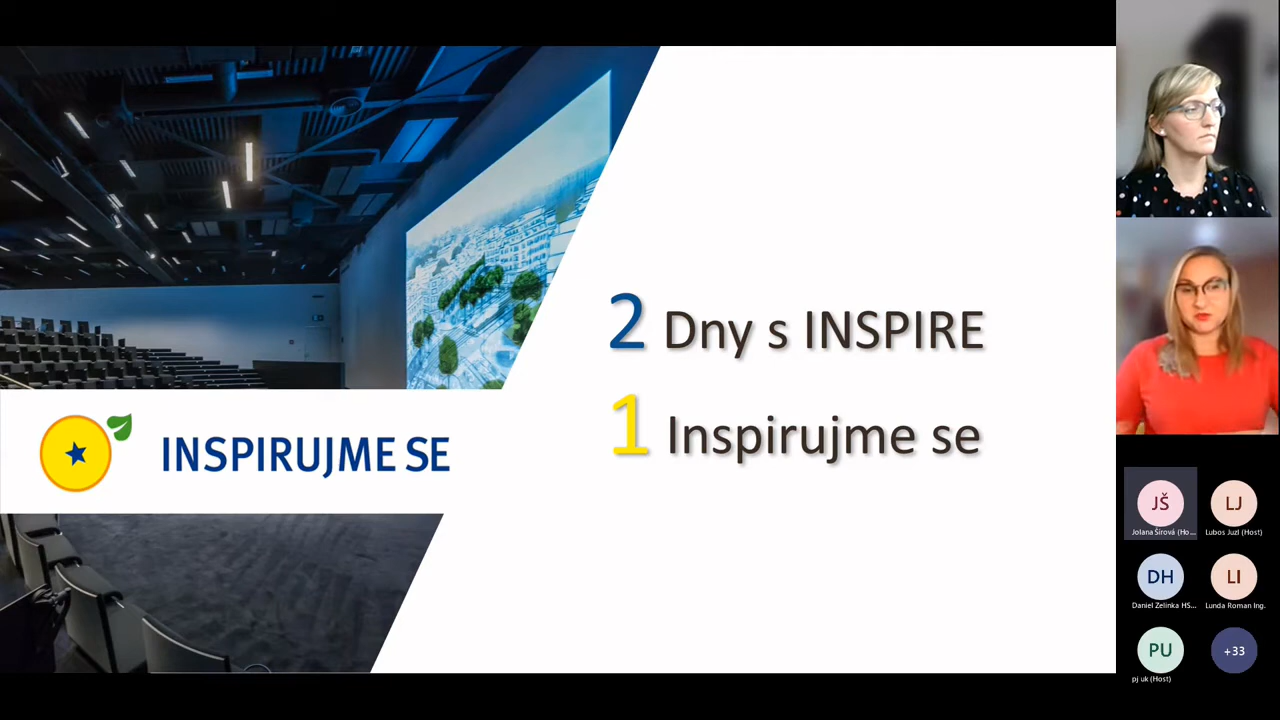 2 Dny s INSPIRE
1 Inspirujme se
INSPIRUJME SE
JŠ
Jolana Šírová (Ho...
LJ
Lubos Juzl (Host)
DH
Daniel Zelinka HS...
LI
Lunda Roman Ing.
PU
pj uk (Host)
+33